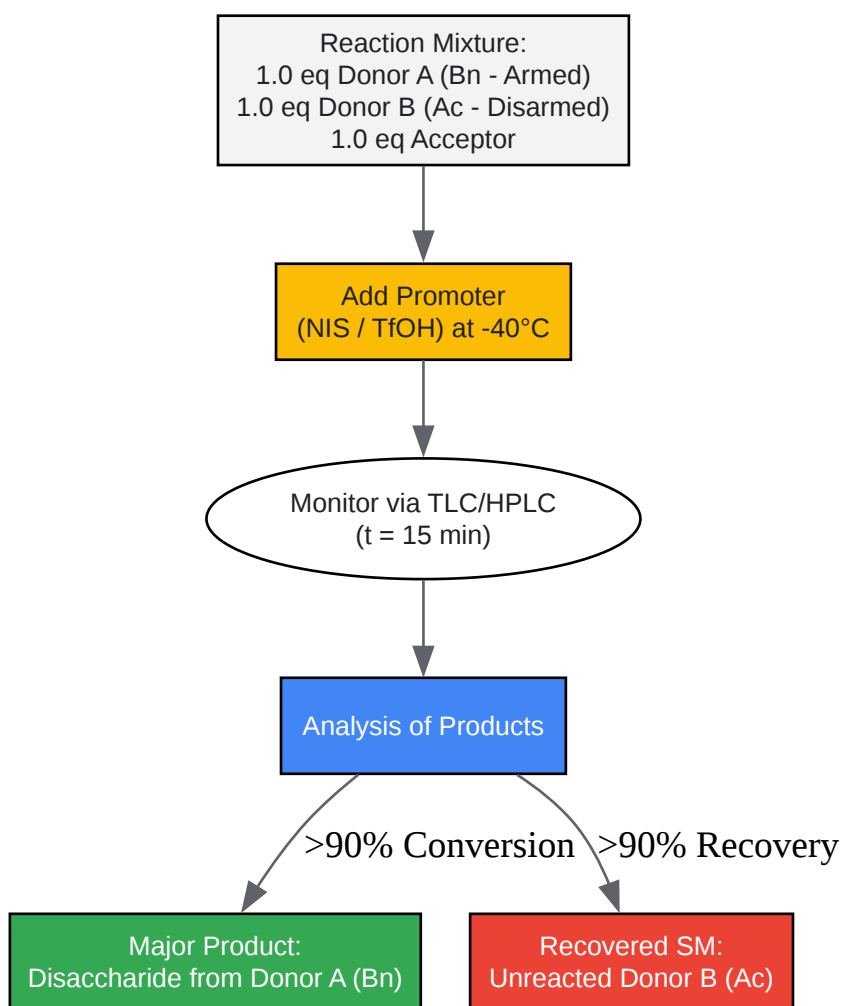 Reaction Mixture:
1.0 eq Donor A (Bn - Armed)
1.0 eq Donor B (Ac - Disarmed)
1.0 eq Acceptor
Add Promoter
(NIS / TfOH) at -40°C
Monitor via TLC/HPLC
(t = 15 min)
Analysis of Products
>90% Conversion
>90% Recovery
Major Product:
Disaccharide from Donor A (Bn)
Recovered SM:
Unreacted Donor B (Ac)